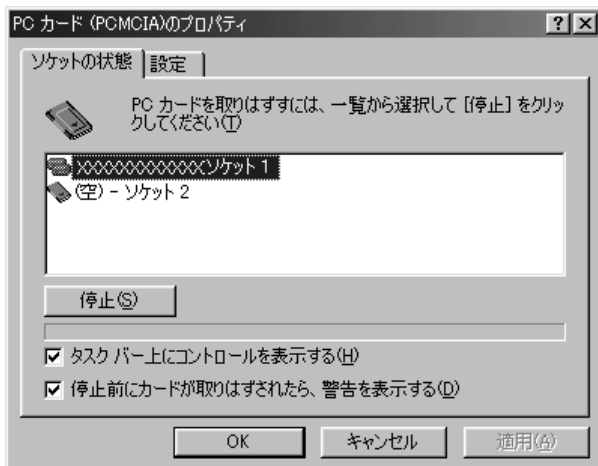 PC カード (PCMCIA)のプロパティ
ソケットの状態
設定
PC カードを取りはずすには、一覧から選択して [停止] をクリッ
クしてください(T)
XXXXXXXXXXXXXソケット 1
(空) - ソケット 2
停止(S)
タスク バー上にコントロールを表示する(H)
停止前にカードが取りはずされたら、警告を表示する(D)
OK
キャンセル
適用(A)